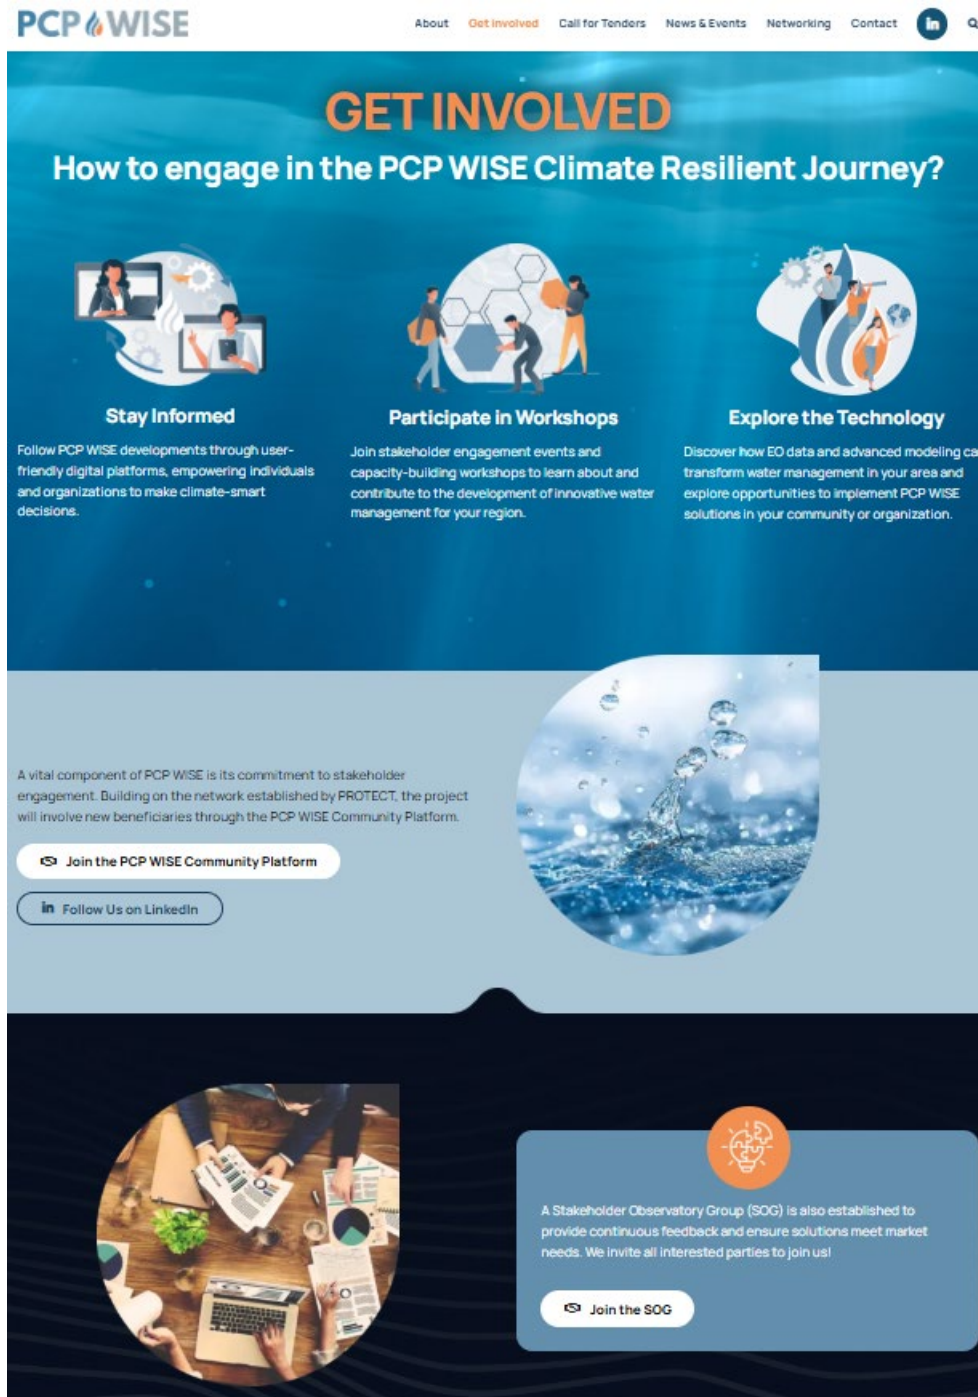 PCP WISE
About Get Involved Call for Tenders News & Events Networking Contact in
GET INVOLVED
How to engage in the PCP WISE Climate Resilient Journey?
Stay Informed
Follow PCP WISE developments through user-
friendly digital platforms, empowering individuals
and organizations to make climate-smart
decisions.
Participate in Workshops
Join stakeholder engagement events and
capacity-building workshops to learn about and
contribute to the development of innovative water
management for your region.
Explore the Technology
Discover how EO data and advanced modeling ca
transform water management in your area and
explore opportunities to implement PCP WISE
solutions in your community or organization.
A vital component of PCP WISE is its commitment to stakeholder
engagement. Building on the network established by PROTECT, the project
will involve new beneficiaries through the PCP WISE Community Platform.
Join the PCP WISE Community Platform
in Follow Us on LinkedIn
A Stakeholder Observatory Group (SOG) is also established to
provide continuous feedback and ensure solutions meet market
needs. We invite all interested parties to join us!
Join the SOG